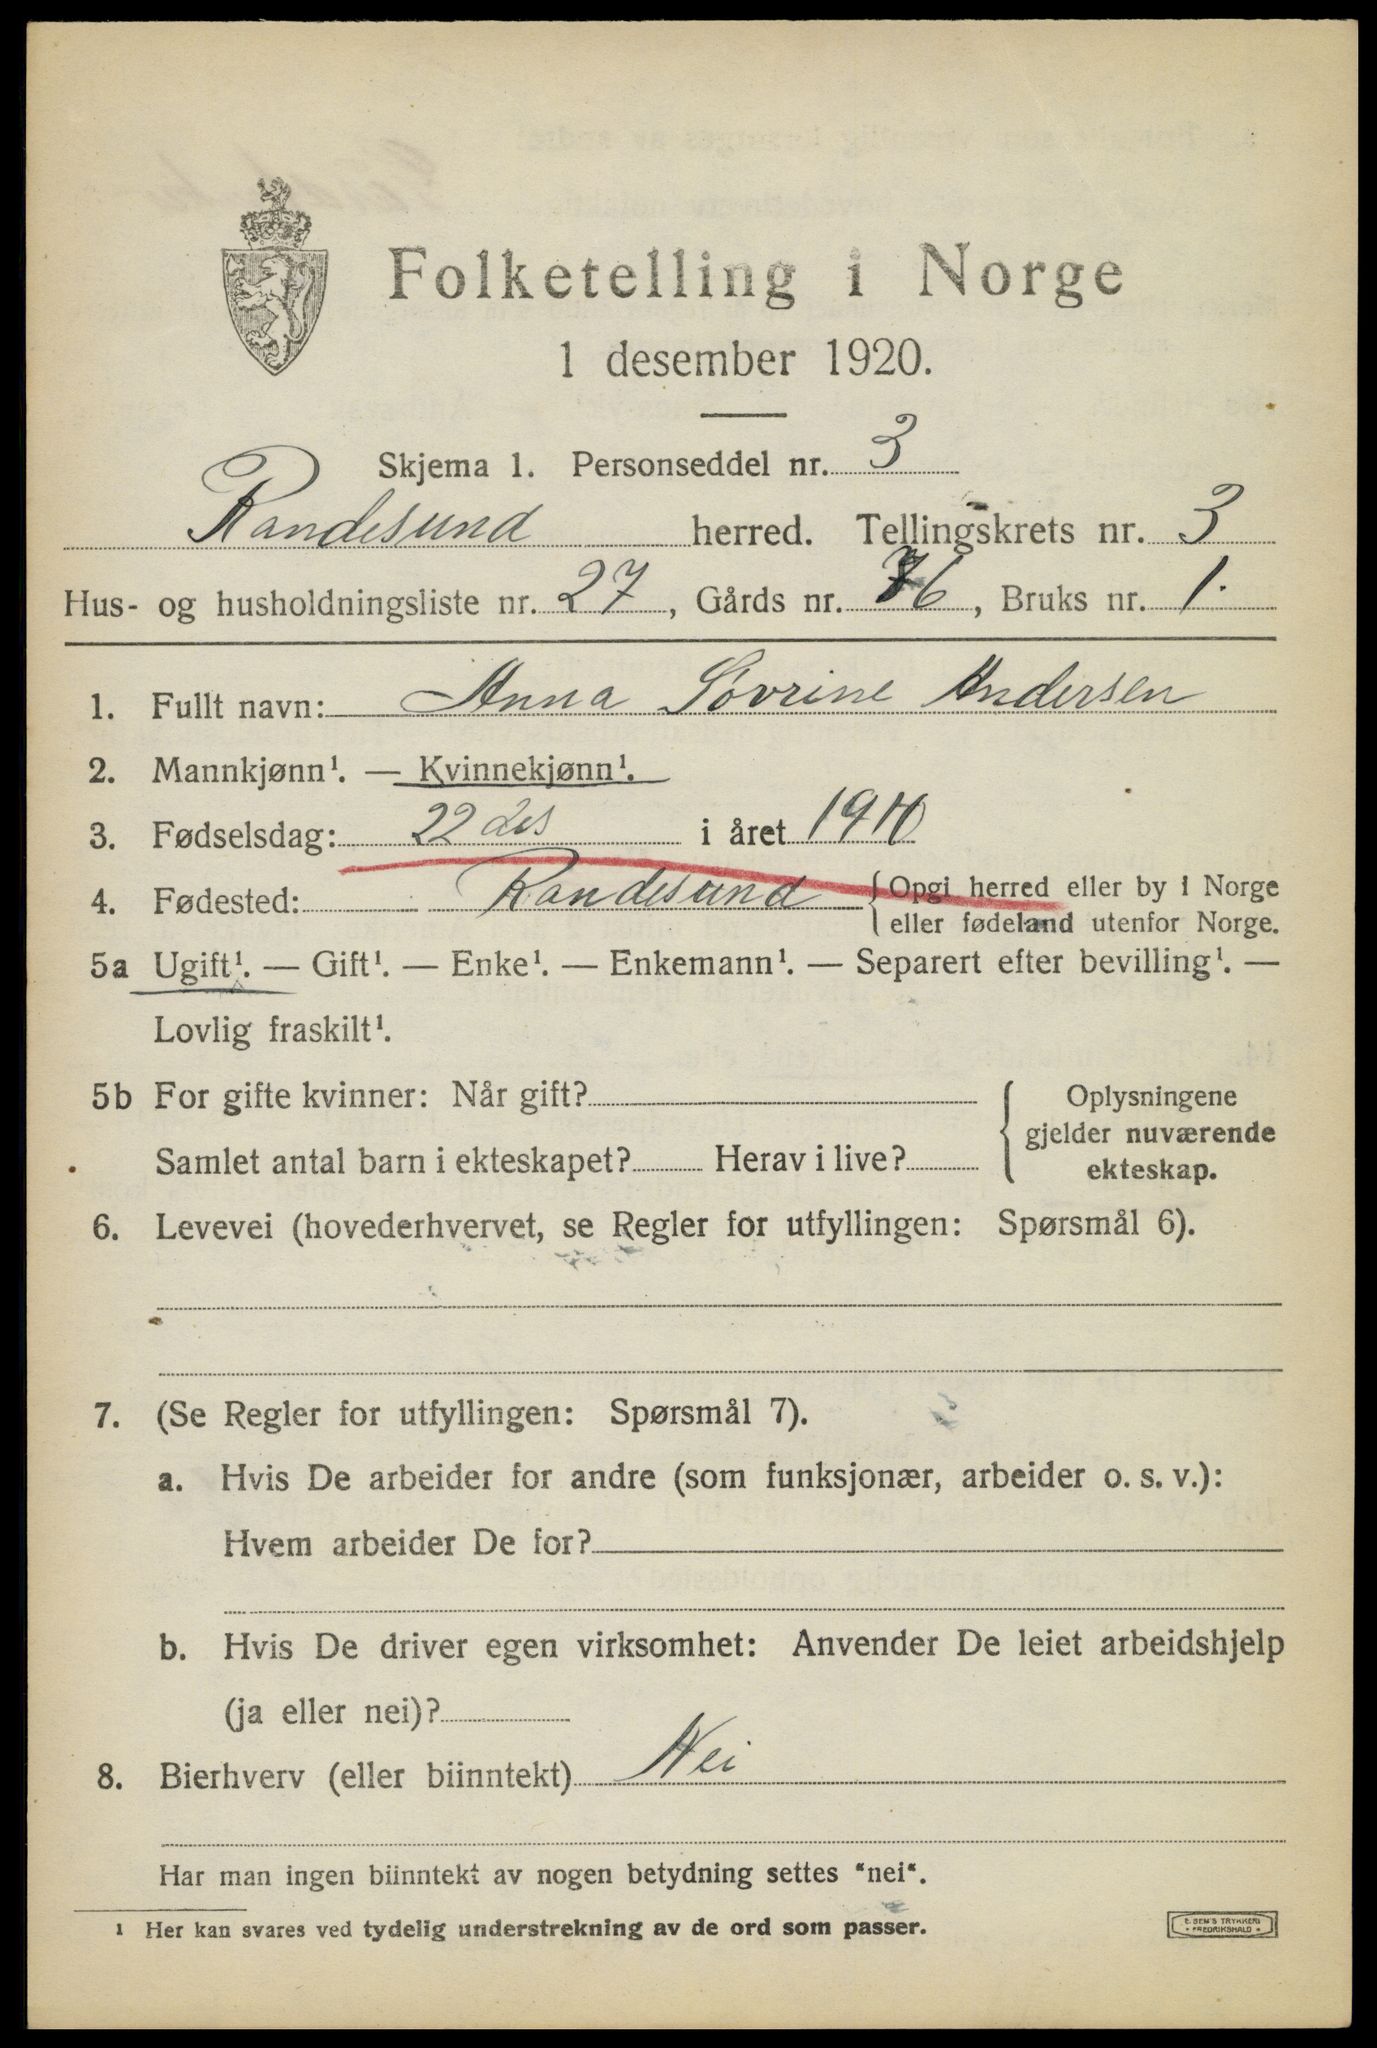 Folketelling i Norge
1 desember 1920.
Skjema 1. Personseddel nr. 3
Randesund herred. Tellingskrets nr. 3
Hus- og husholdningsliste nr. 27, Gårds nr. 76, Bruks nr. 1.
1. Fullt navn: Anna Sovrine Andersen
2. Mannkjønn¹. — Kvinnekjønn¹.
3. Fødselsdag: 22 des i året
4. Fødested: Randesund {Opgi herred eller by i Norge
eller fødeland utenfor Norge.
5a Ugift¹. — Gift¹. — Enke¹. — Enkemann¹. — Separert efter bevilling¹. —
Lovlig fraskilt¹.
5b For gifte kvinner: Når gift?
Samlet antal barn i ekteskapet? Herav i live?
Oplysningene
gjelder nuværende
ekteskap.
6. Levevei (hovederhvervet, se Regler for utfyllingen: Spørsmål 6).
7. (Se Regler for utfyllingen: Spørsmål 7).
a. Hvis De arbeider for andre (som funksjonær, arbeider o. s. v.):
Hvem arbeider De for?
b. Hvis De driver egen virksomhet: Anvender De leiet arbeidshjelp
(ja eller nei)?
8. Bierhverv (eller biinntekt) Nei
Har man ingen biinntekt av nogen betydning settes "nei".
1 Her kan svares ved tydelig understrekning av de ord som passer.
E. SEM'S TRYKKERI
FREDRIKSHALD